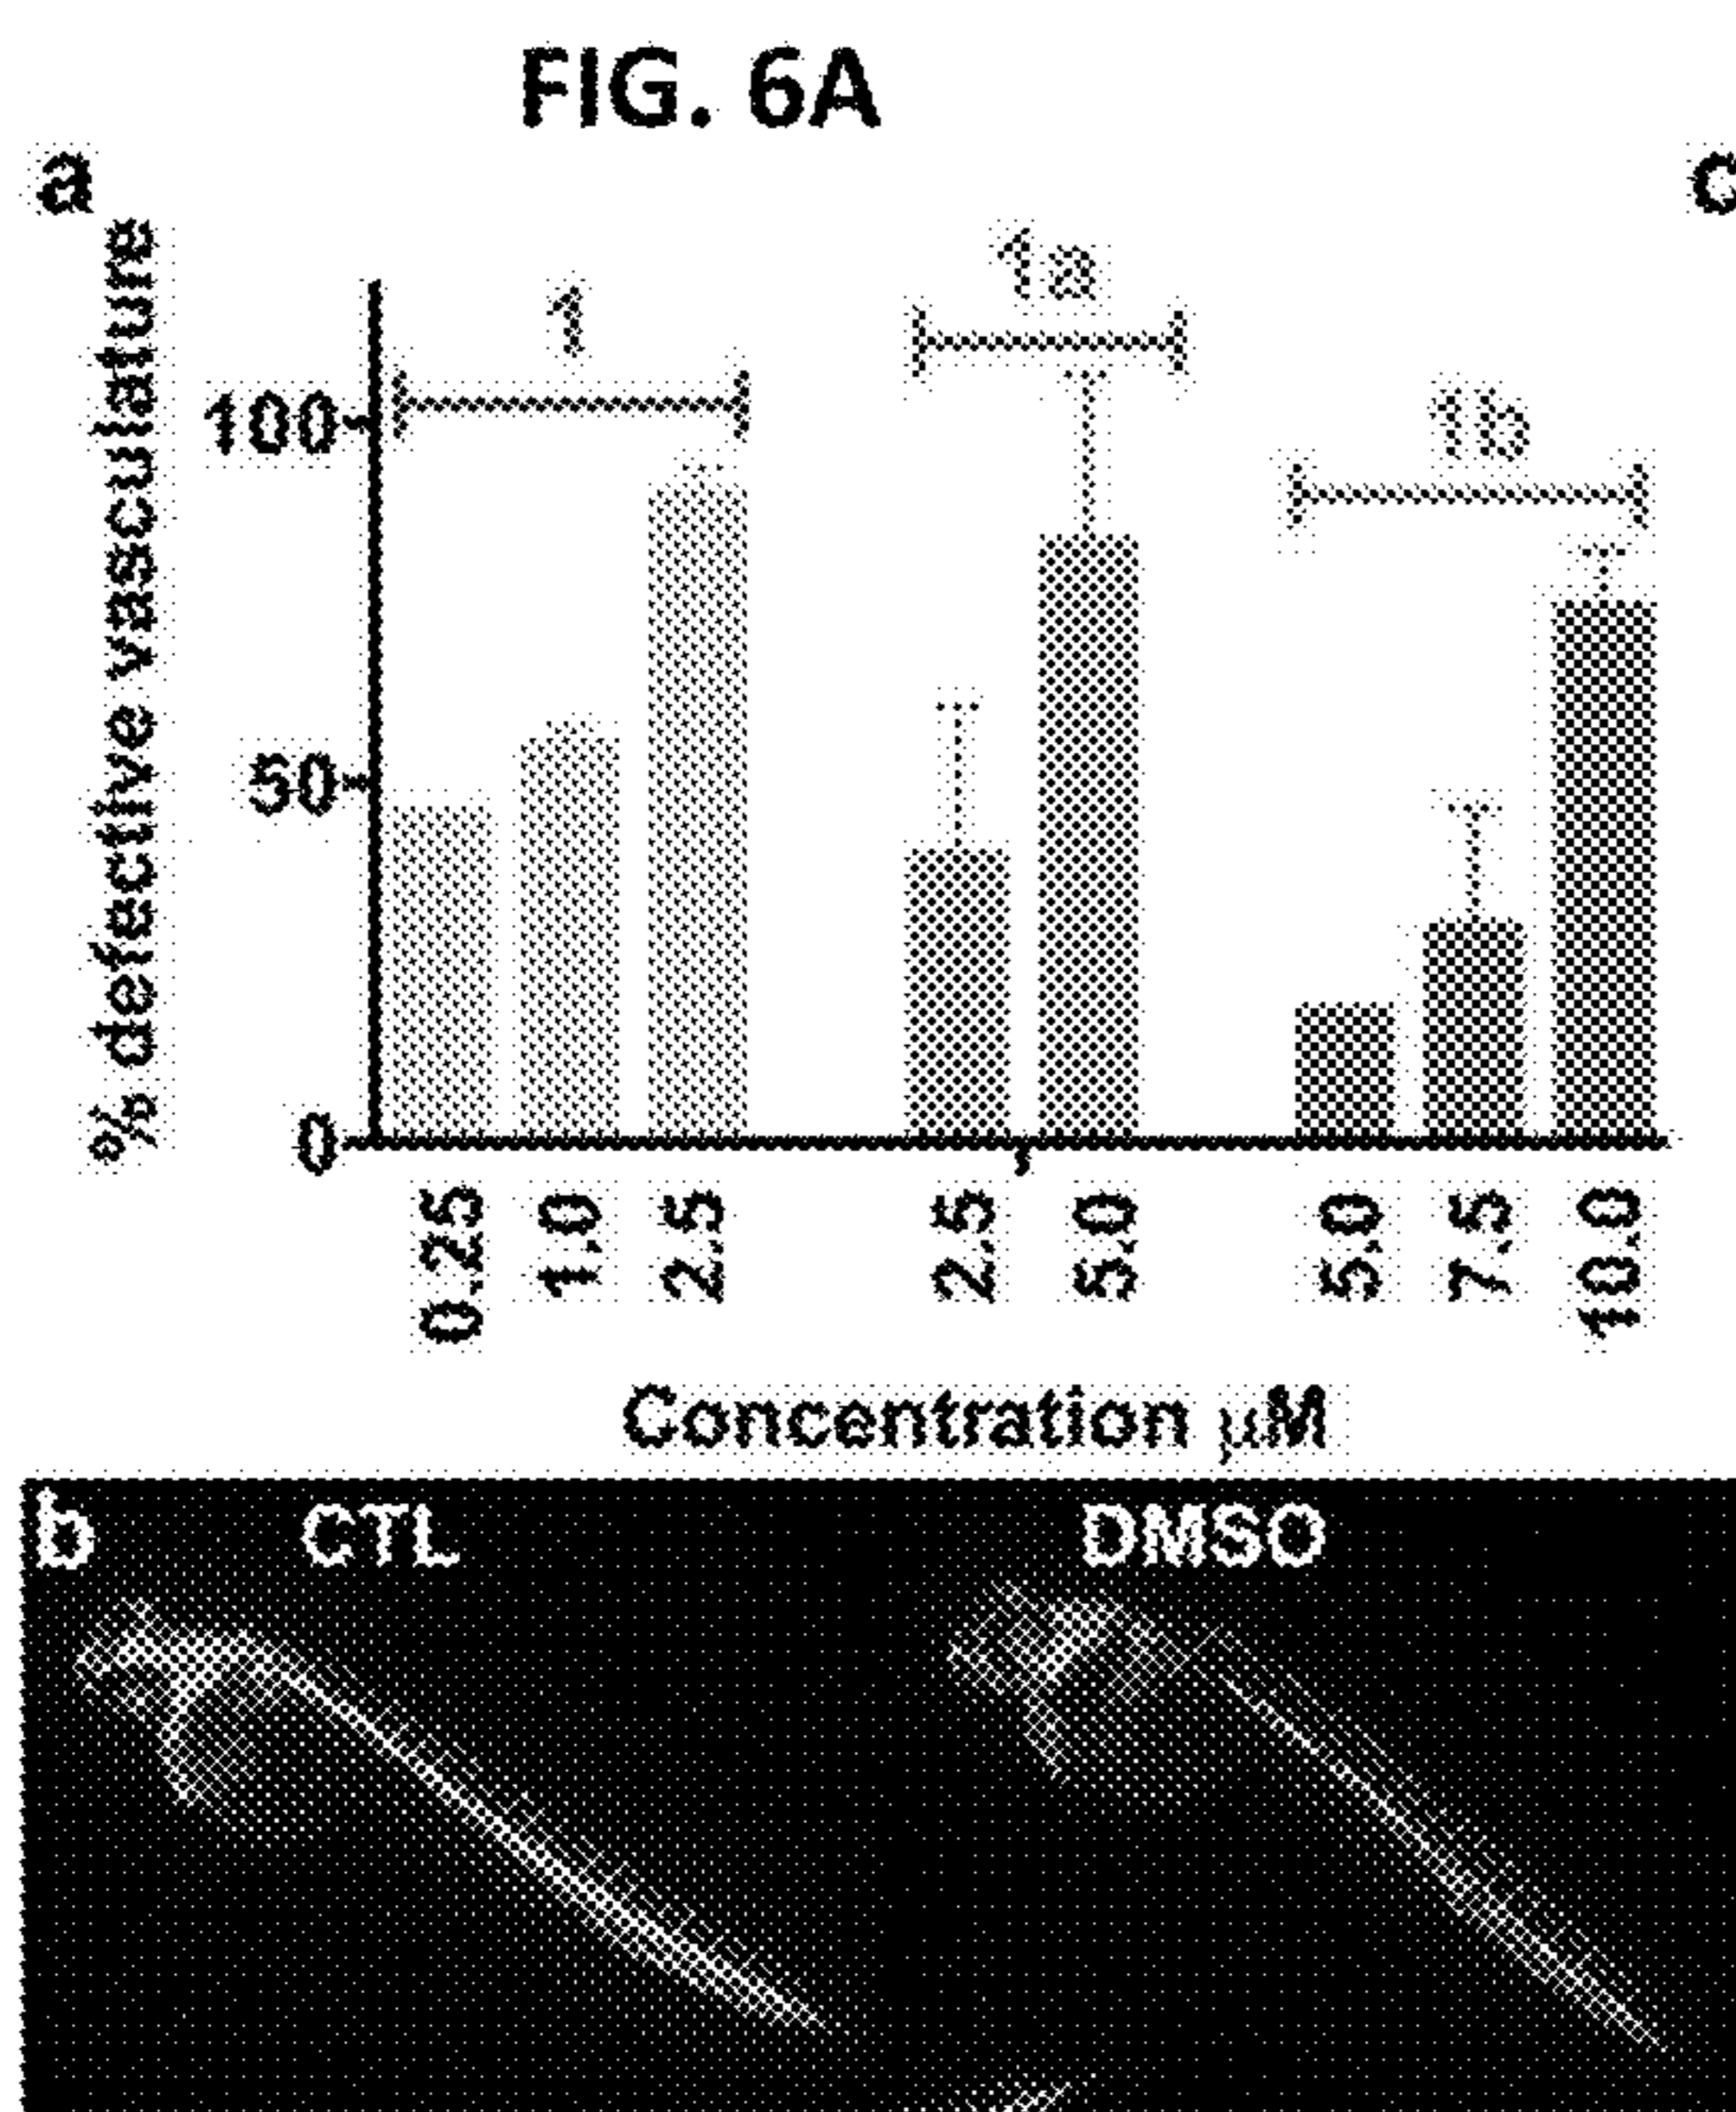 FIG. 6A
a
c
% defective vasculature
100
50
0
1
1a
1b
0.25 1.0 2.5 2.5 5.0 5.0 7.5 10.0
Concentration µM
b CTL DMSO